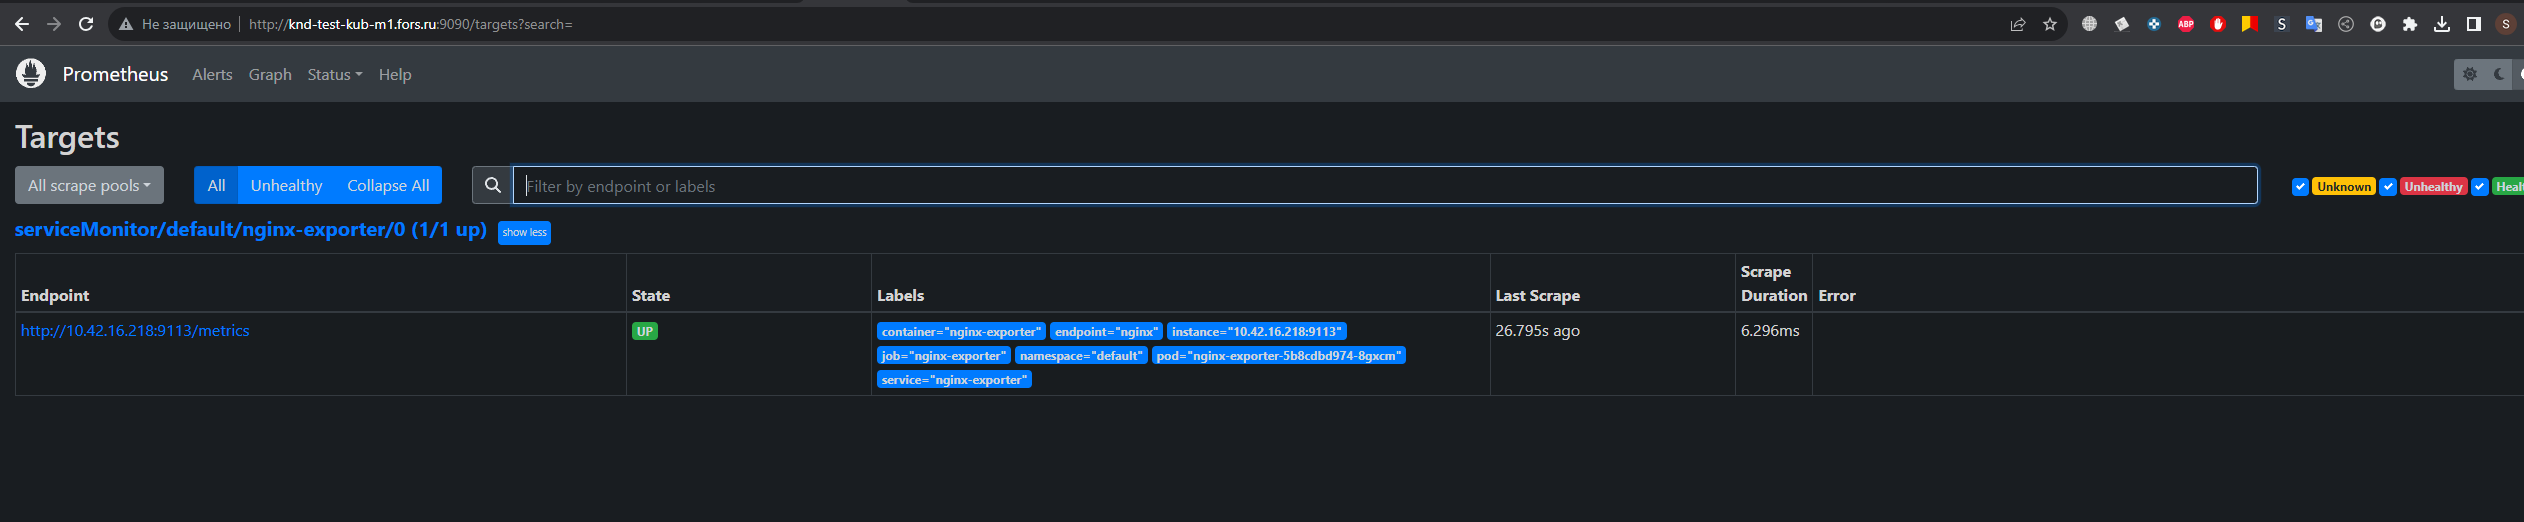 Не защищено http://knd-test-kub-m1.fors.ru:9090/targets?search=
ABP S S
Prometheus Alerts Graph Status Help
Targets
All scrape pools All Unhealthy Collapse All Filter by endpoint or labels Unknown Unhealthy
serviceMonitor/default/nginx-exporter/0 (1/1 up) show less
Endpoint State Labels Last Scrape Scrape Duration Error
http://10.42.16.218:9113/metrics UP container="nginx-exporter" endpoint="nginx" instance="10.42.16.218:9113" 26.795s ago 6.296ms
job="nginx-exporter" namespace="default" pod="nginx-exporter-5b8cdbd974-8gxcm"
service="nginx-exporter"